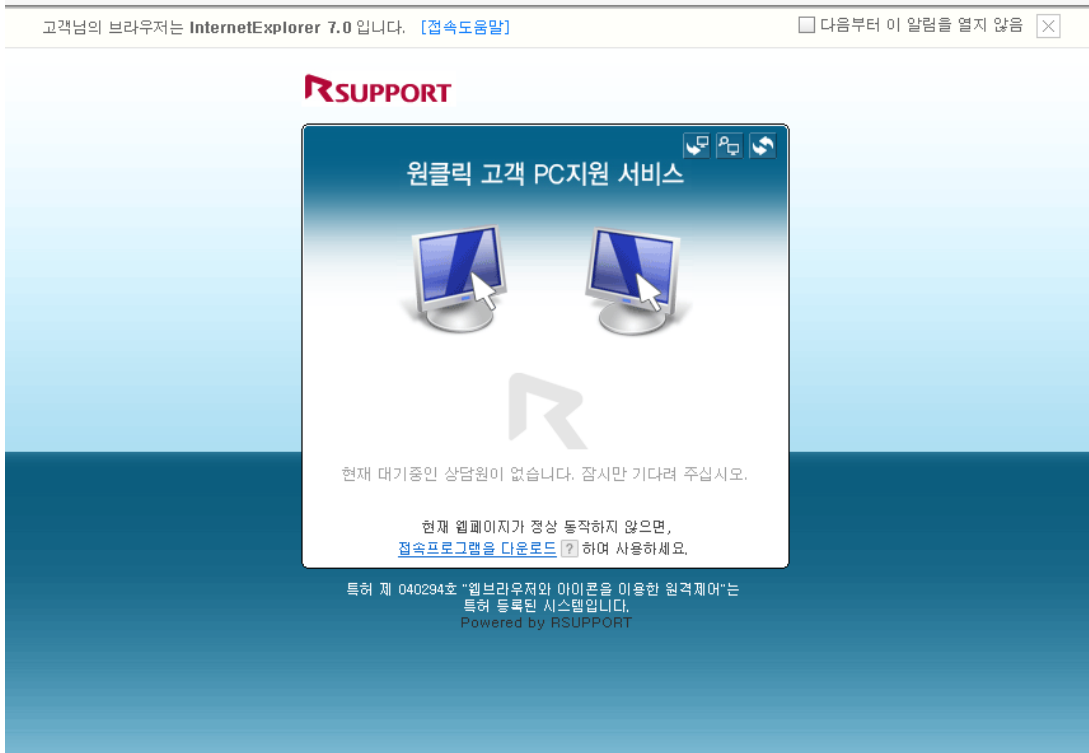 고객님의 브라우저는 InternetExplorer 7.0 입니다. [접속도움말]
다음부터 이 알림을 열지 않음
RSUPPORT
원클릭 고객 PC지원 서비스
현재 대기중인 상담원이 없습니다. 잠시만 기다려 주십시오.
현재 웹페이지가 정상 동작하지 않으면,
접속프로그램을 다운로드 ? 하여 사용하세요.
특허 제 040294호 "웹브라우저와 아이콘을 이용한 원격제어"는
특허 등록된 시스템입니다.
Powered by RSUPPORT